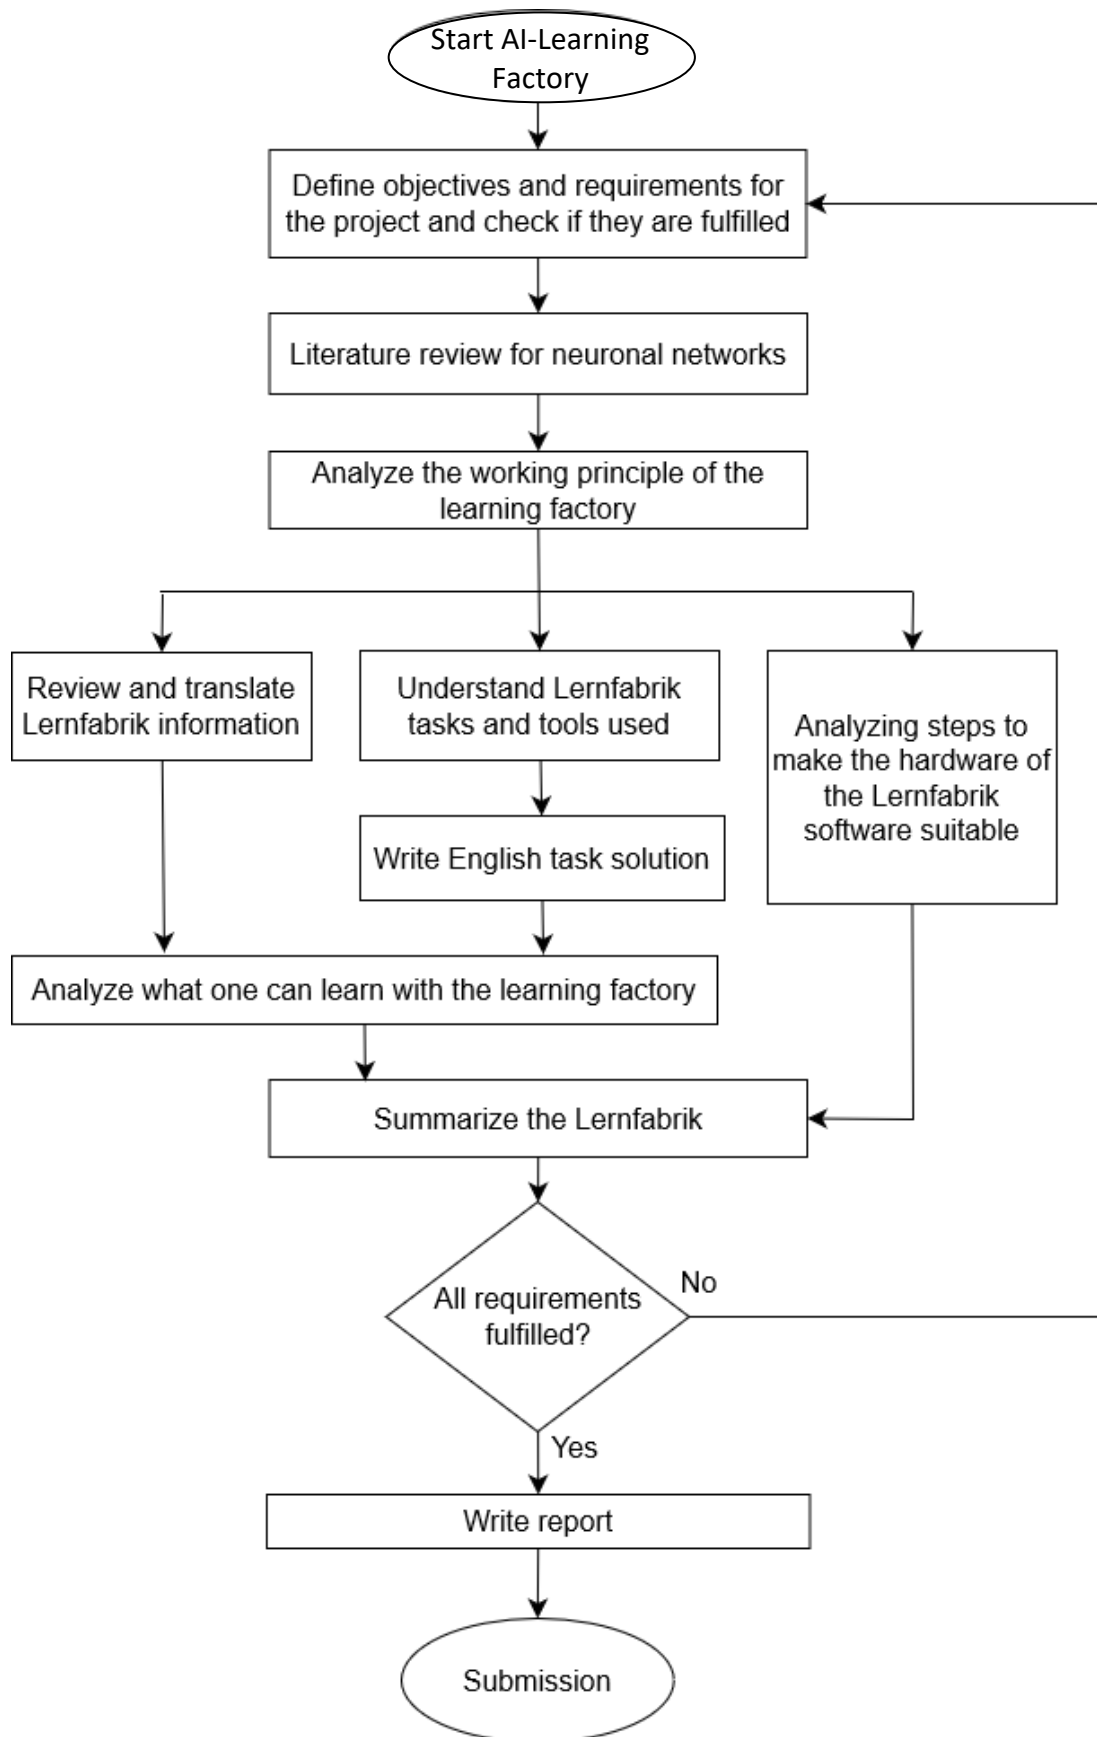 Start AI-Learning
Factory
Define objectives and requirements for
the project and check if they are fulfilled
Literature review for neuronal networks
Analyze the working principle of the
learning factory
Review and translate
Lernfabrik information
Understand Lernfabrik
tasks and tools used
Analyzing steps to
make the hardware of
the Lernfabrik
software suitable
Write English task solution
Analyze what one can learn with the learning factory
Summarize the Lernfabrik
All requirements
fulfilled?
No
Yes
Write report
Submission